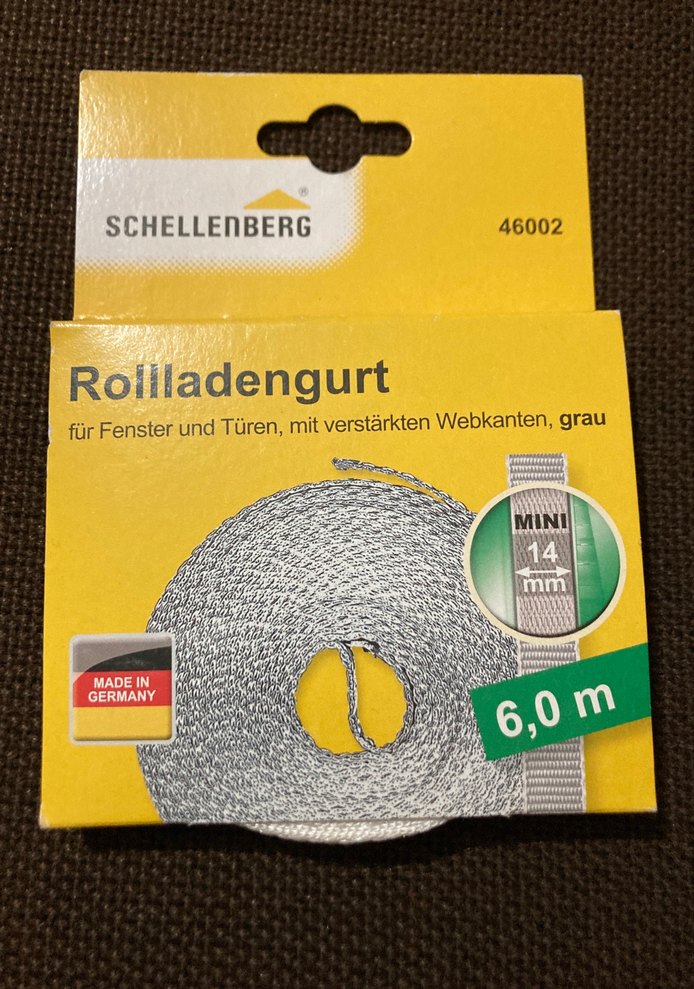 ®
SCHELLENBERG
46002
Rollladengurt
für Fenster und Türen, mit verstärkten Webkanten, grau
MINI
14
mm
MADE IN
GERMANY
6,0 m